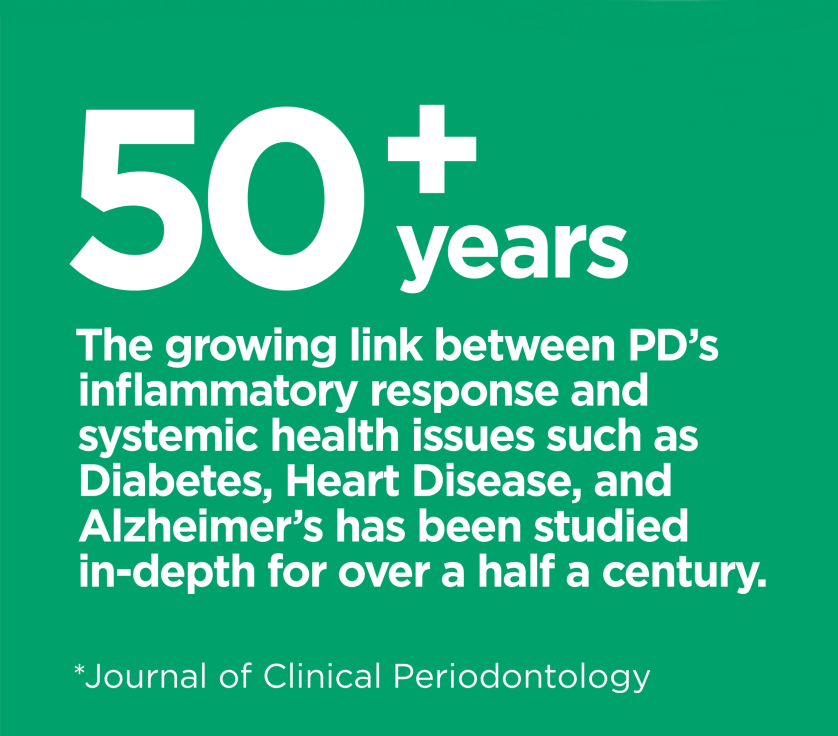 50+ years
The growing link between PD’s
inflammatory response and
systemic health issues such as
Diabetes, Heart Disease, and
Alzheimer’s has been studied
in-depth for over a half a century.
*Journal of Clinical Periodontology